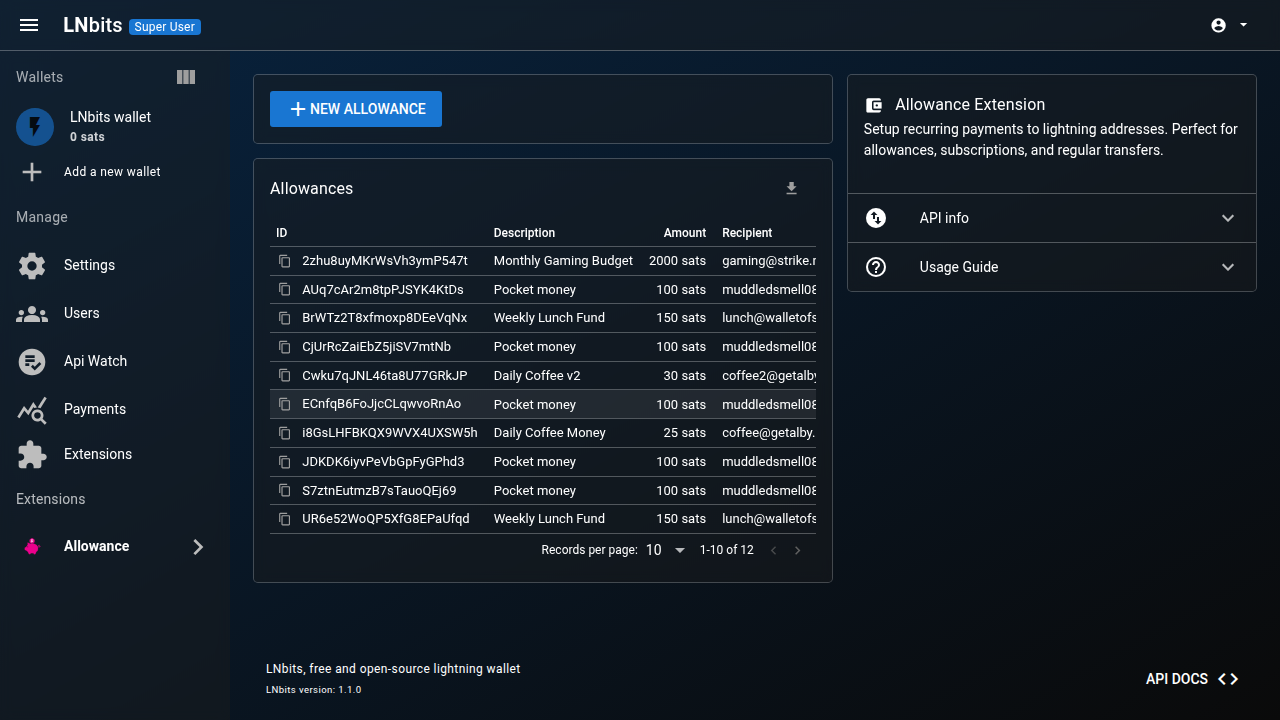 LNbits Super User
Wallets
LNbits wallet
0 sats
Add a new wallet
Manage
Settings
Users
Api Watch
Payments
Extensions
Extensions
Allowance
NEW ALLOWANCE
Allowances
ID Description Amount Recipient
2zhu8uyMKrWsVh3ymP547t Monthly Gaming Budget 2000 sats gaming@strike.r
AUq7cAr2m8tpPJSYK4KtDs Pocket money 100 sats muddledsmell08
BrWTz2T8xfmoxp8DEeVqNx Weekly Lunch Fund 150 sats lunch@walletofs
CjUrRcZaiEbZ5jiSV7mtNb Pocket money 100 sats muddledsmell08
Cwku7qJNL46ta8U77GRkJP Daily Coffee v2 30 sats coffee2@getalby
ECnfqB6FoJjcCLqwvoRnAo Pocket money 100 sats muddledsmell08
i8GsLHFBKQX9WVX4UXSW5h Daily Coffee Money 25 sats coffee@getalby.
JDKDK6iyvPeVbGpFyGPhd3 Pocket money 100 sats muddledsmell08
S7ztnEutmzB7sTauoQEj69 Pocket money 100 sats muddledsmell08
UR6e52WoQP5XfG8EPaUfqd Weekly Lunch Fund 150 sats lunch@walletofs
Records per page: 10 1-10 of 12
Allowance Extension
Setup recurring payments to lightning addresses. Perfect for
allowances, subscriptions, and regular transfers.
API info
Usage Guide
LNbits, free and open-source lightning wallet
LNbits version: 1.1.0
API DOCS